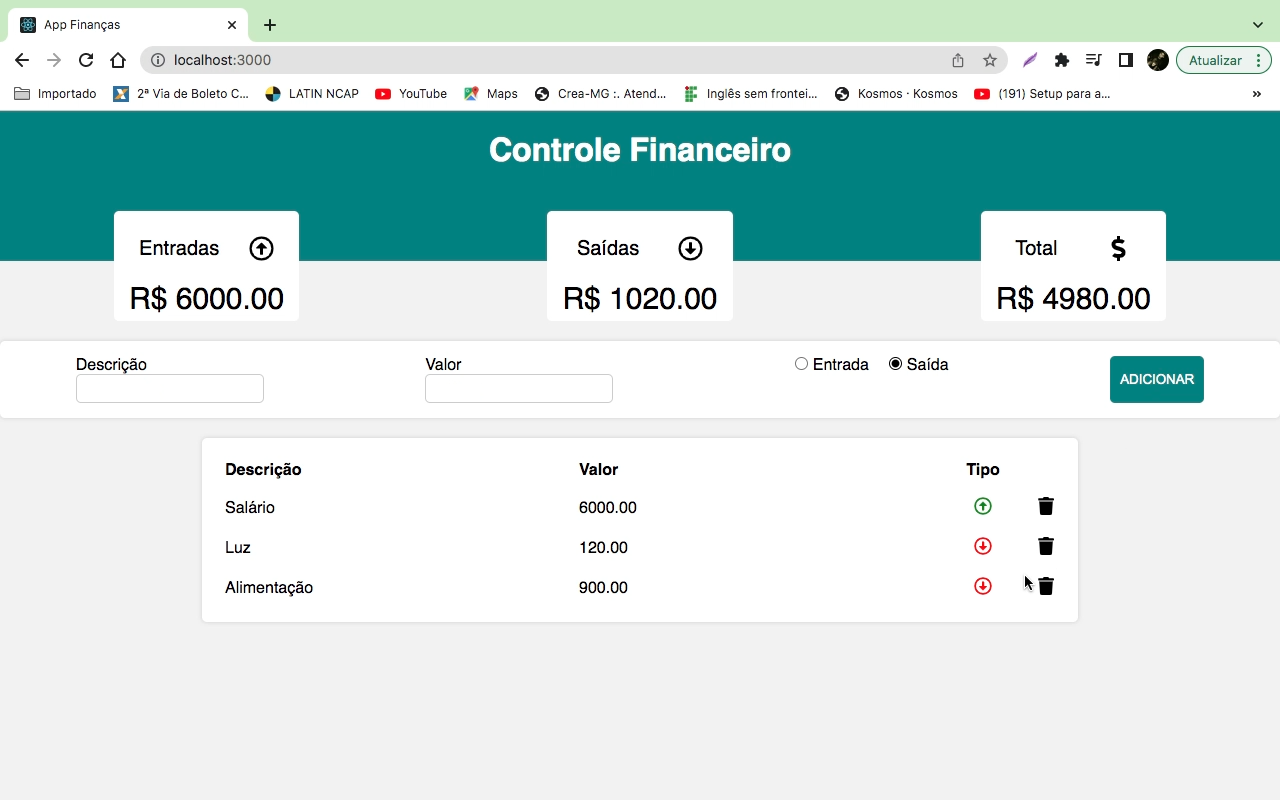 App Finanças
localhost:3000
Atualizar
Importado 2ª Via de Boleto C... LATIN NCAP YouTube Maps Crea-MG :. Atend... Inglês sem frontei... Kosmos · Kosmos (191) Setup para a... »
Controle Financeiro
Entradas Saídas Total $
R$ 6000.00 R$ 1020.00 R$ 4980.00
Descrição Valor Entrada Saída
ADICIONAR
Descrição Valor Tipo
Salário 6000.00
Luz 120.00
Alimentação 900.00